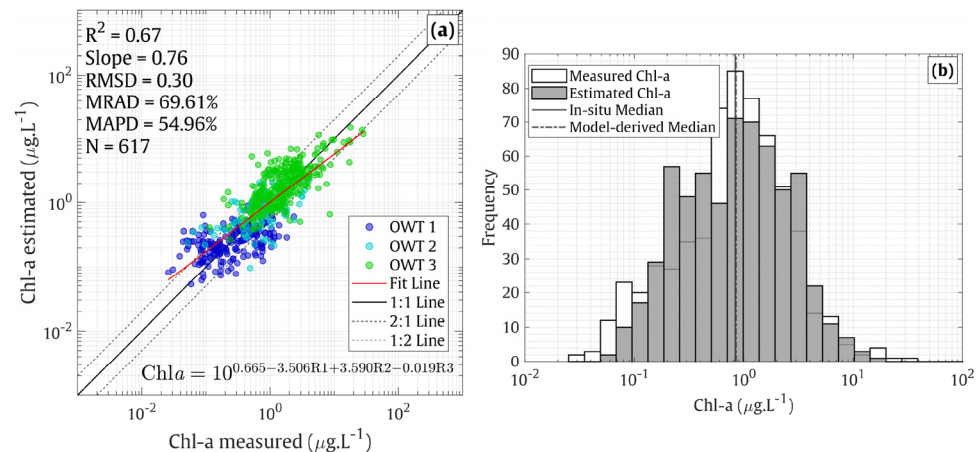 (a)
R² = 0.67
Slope = 0.76
RMSD = 0.30
MRAD = 69.61%
MAPD = 54.96%
N = 617
OWT 1
OWT 2
OWT 3
Fit Line
1:1 Line
2:1 Line
1:2 Line
Chla = 10^0.665−3.506R1+3.590R2−0.019R3
Chl-a estimated (μg.L⁻¹)
10²
10⁰
10⁻²
10⁻² 10⁰ 10²
Chl-a measured (μg.L⁻¹)
(b)
Measured Chl-a
Estimated Chl-a
In-situ Median
Model-derived Median
Frequency
90
80
70
60
50
40
30
20
10
0
10⁻² 10⁻¹ 10⁰ 10¹ 10²
Chl-a (μg.L⁻¹)